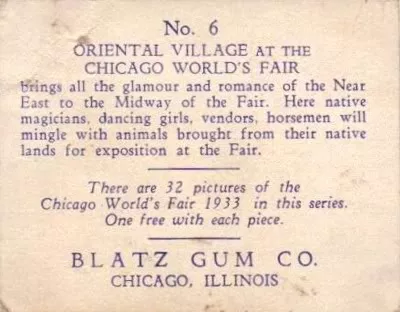 No. 6
ORIENTAL VILLAGE AT THE
CHICAGO WORLD'S FAIR
brings all the glamour and romance of the Near
East to the Midway of the Fair. Here native
magicians, dancing girls, vendors, horsemen will
mingle with animals brought from their native
lands for exposition at the Fair.
There are 32 pictures of the
Chicago World's Fair 1933 in this series.
One free with each piece.
BLATZ GUM CO.
CHICAGO, ILLINOIS